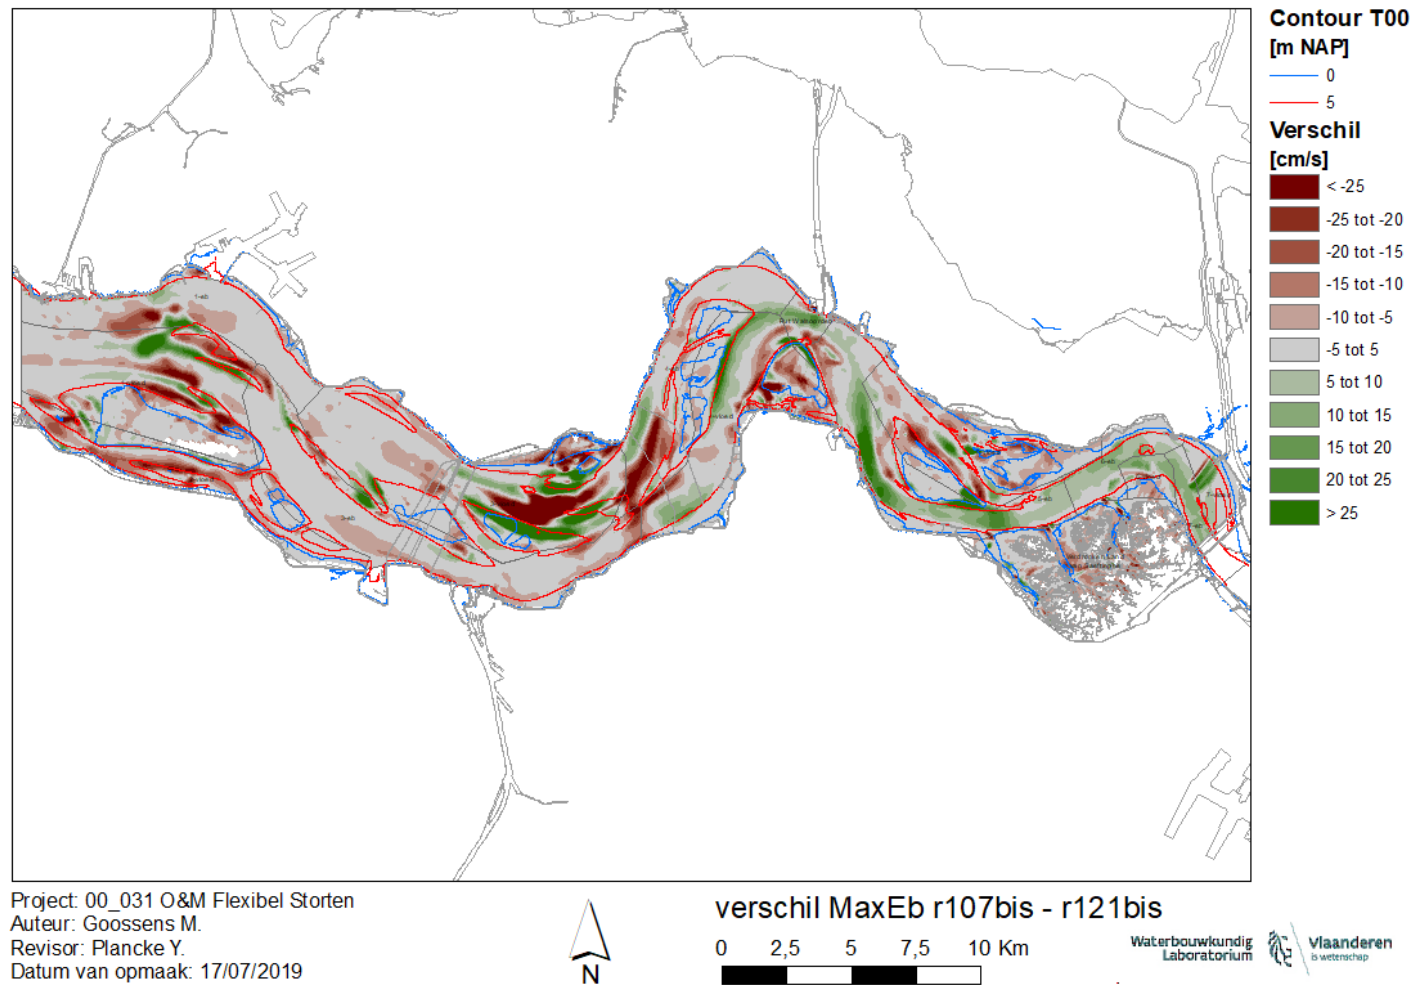 Contour T00
[m NAP]
0
5
Verschil
[cm/s]
< -25
-25 tot -20
-20 tot -15
-15 tot -10
-10 tot -5
-5 tot 5
5 tot 10
10 tot 15
15 tot 20
20 tot 25
> 25
Project: 00_031 O&M Flexibel Storten
Auteur: Goossens M.
Revisor: Plancke Y.
Datum van opmaak: 17/07/2019
N
verschil MaxEb r107bis - r121bis
0 2,5 5 7,5 10 Km
Waterbouwkundig
Laboratorium
Vlaanderen
is wetenschap